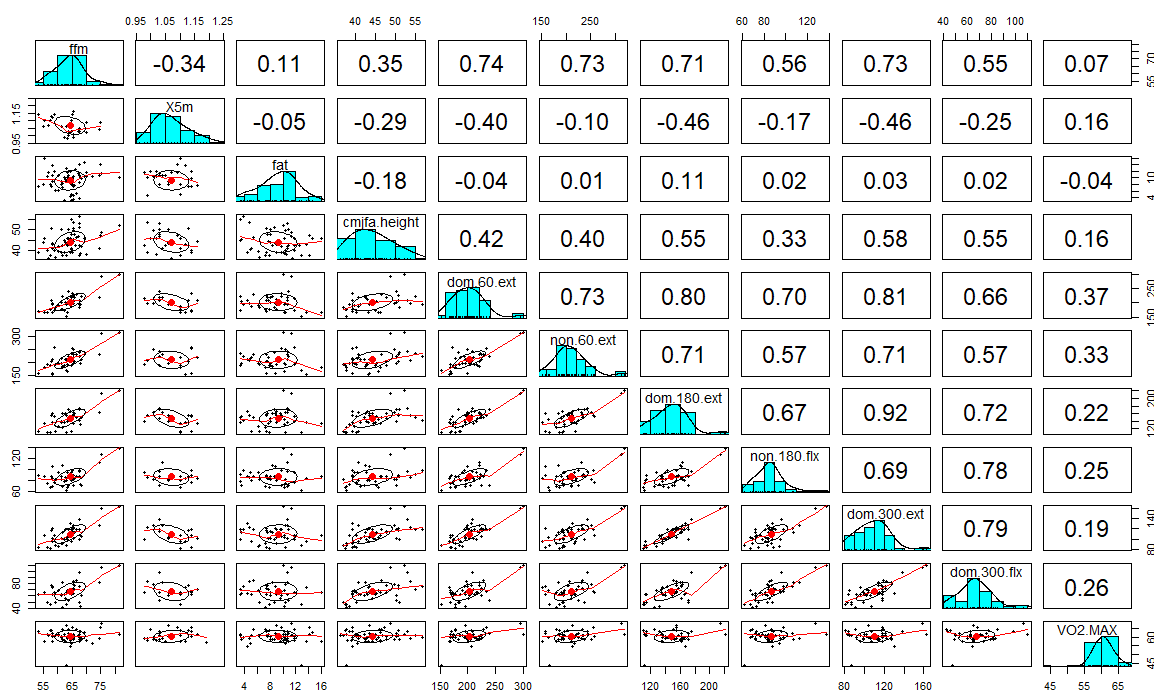 0.95 1.05 1.15 1.25 40 45 50 55 150 250 60 80 100 120 40 60 80 100
ffm -0.34 0.11 0.35 0.74 0.73 0.71 0.56 0.73 0.55 0.07 55 70
0.95 1.15 X5m -0.05 -0.29 -0.40 -0.10 -0.46 -0.17 -0.46 -0.25 0.16
fat -0.18 -0.04 0.01 0.11 0.02 0.03 0.02 -0.04 4 10
40 50 cmjfa.height 0.42 0.40 0.55 0.33 0.58 0.55 0.16
dom.60.ext 0.73 0.80 0.70 0.81 0.66 0.37 150 250
150 300 non.60.ext 0.71 0.57 0.71 0.57 0.33
dom.180.ext 0.67 0.92 0.72 0.22 120 200
60 120 non.180.flx 0.69 0.78 0.25
dom.300.ext 0.79 0.19 80 140
40 80 dom.300.flx 0.26
VO2.MAX 45 60
55 65 75 4 8 12 16 150 200 250 300 120 160 200 80 120 160 45 55 65